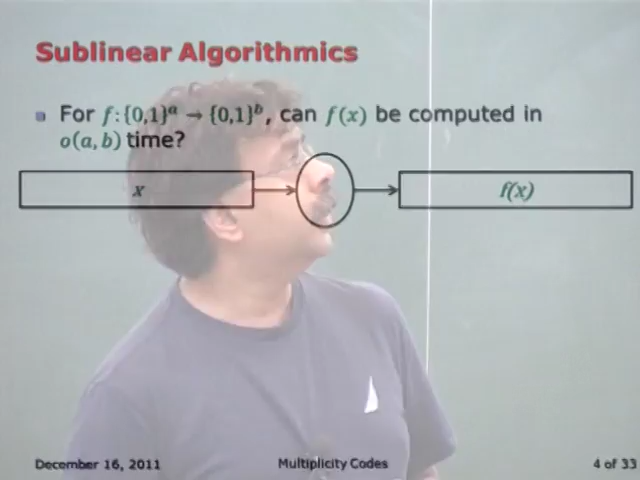 Sublinear Algorithmics
For f:{0,1}ᵃ → {0,1}ᵇ, can f(x) be computed in
o(a,b) time?
x f(x)
December 16, 2011 Multiplicity Codes 4 of 33